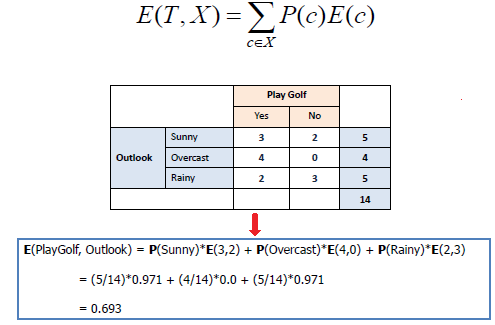 E(T, X) = ∑ P(c)E(c)
c∈X
Play Golf
Yes No
Outlook Sunny 3 2 5
Overcast 4 0 4
Rainy 2 3 5
14
E(PlayGolf, Outlook) = P(Sunny)*E(3,2) + P(Overcast)*E(4,0) + P(Rainy)*E(2,3)
= (5/14)*0.971 + (4/14)*0.0 + (5/14)*0.971
= 0.693